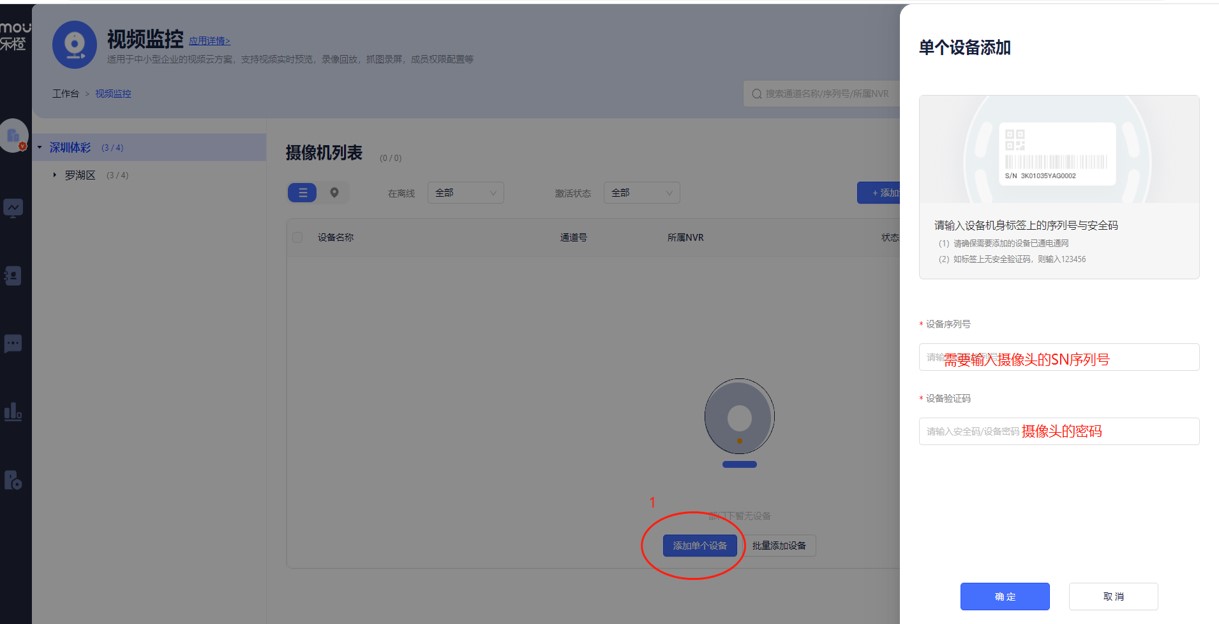 mou
乐橙
视频监控 应用详情>
适用于中小型企业的视频云方案，支持视频实时预览、录像回放，抓图录屏，成员权限配置等
工作台 > 视频监控
搜索通道名称/序列号/所属NVR
深圳体彩 (3 / 4)
罗湖区 (3 / 4)
摄像机列表 (0 / 0)
在离线 全部 激活状态 全部
+ 添加
设备名称 通道号 所属NVR 状态
1
部门下暂无设备
添加单个设备 批量添加设备
单个设备添加
S/N 3K01035YAG0002
请输入设备机身标签上的序列号与安全码
(1) 请确保需要添加的设备已通电通网
(2) 如标签上无安全验证码，则输入123456
* 设备序列号
需要输入摄像头的SN序列号
* 设备验证码
请输入安全码/设备密码 摄像头的密码
确 定 取 消